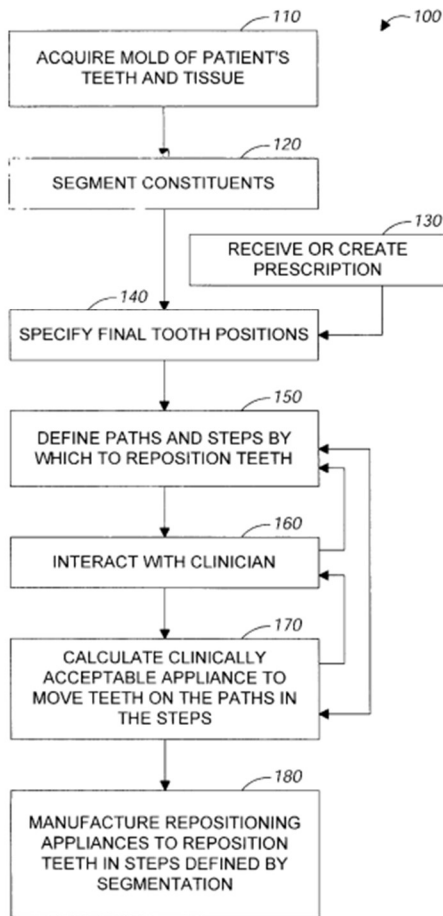 110
100
ACQUIRE MOLD OF PATIENT'S
TEETH AND TISSUE
120
SEGMENT CONSTITUENTS
130
RECEIVE OR CREATE
PRESCRIPTION
140
SPECIFY FINAL TOOTH POSITIONS
150
DEFINE PATHS AND STEPS BY
WHICH TO REPOSITION TEETH
160
INTERACT WITH CLINICIAN
170
CALCULATE CLINICALLY
ACCEPTABLE APPLIANCE TO
MOVE TEETH ON THE PATHS IN
THE STEPS
180
MANUFACTURE REPOSITIONING
APPLIANCES TO REPOSITION
TEETH IN STEPS DEFINED BY
SEGMENTATION